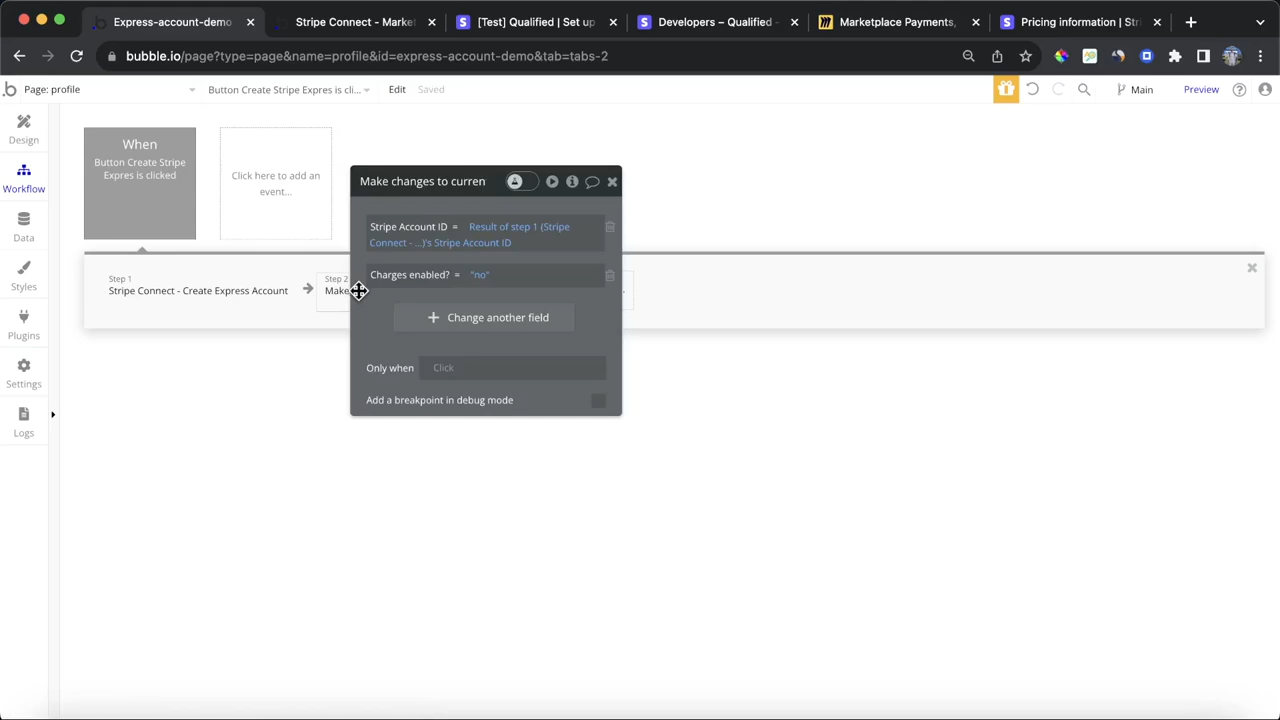 Express-account-demo
Stripe Connect - Market
[Test] Qualified | Set up
Developers – Qualified –
Marketplace Payments,
Pricing information | Stri
bubble.io/page?type=page&name=profile&id=express-account-demo&tab=tabs-2
Page: profile
Button Create Stripe Expres is cli...
Edit
Saved
Main
Preview
Design
Workflow
Data
Styles
Plugins
Settings
Logs
When
Button Create Stripe
Expres is clicked
Click here to add an
event...
Step 1
Stripe Connect - Create Express Account
Step 2
Make
Make changes to curren
Stripe Account ID = Result of step 1 (Stripe
Connect - ...)'s Stripe Account ID
Charges enabled? = "no"
Change another field
Only when
Click
Add a breakpoint in debug mode